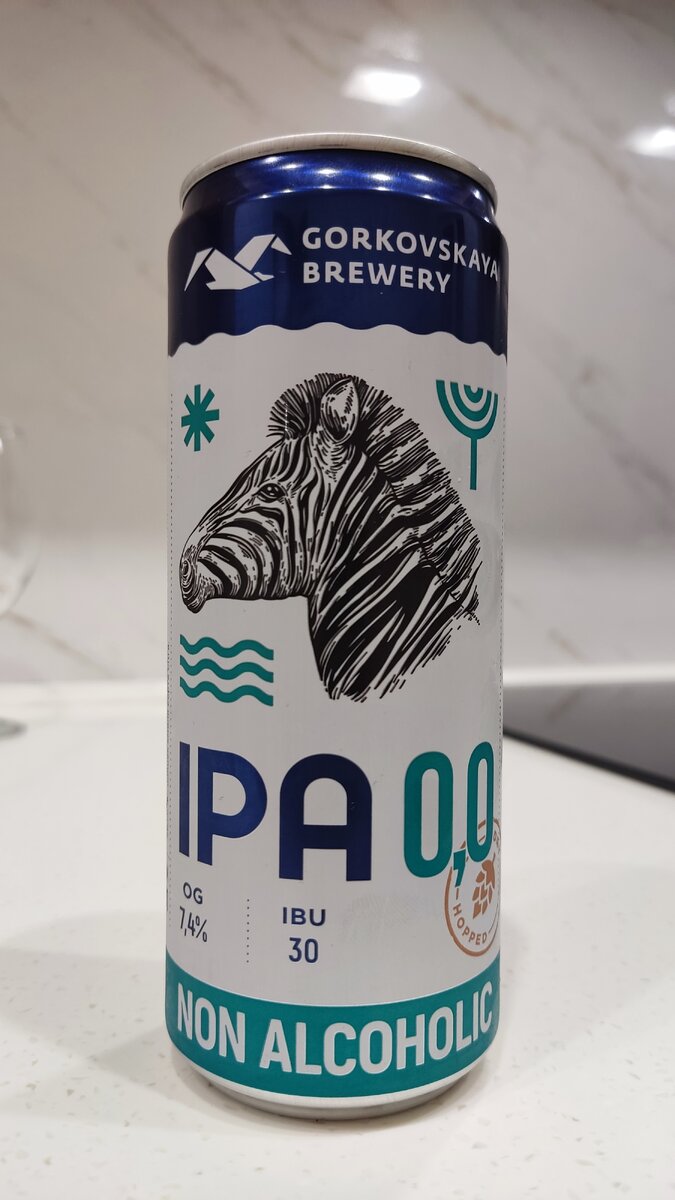 GORKOVSKAYA
BREWERY
IPA 0,0
OG
7,4%
IBU
30
HOPPED
NON ALCOHOLIC